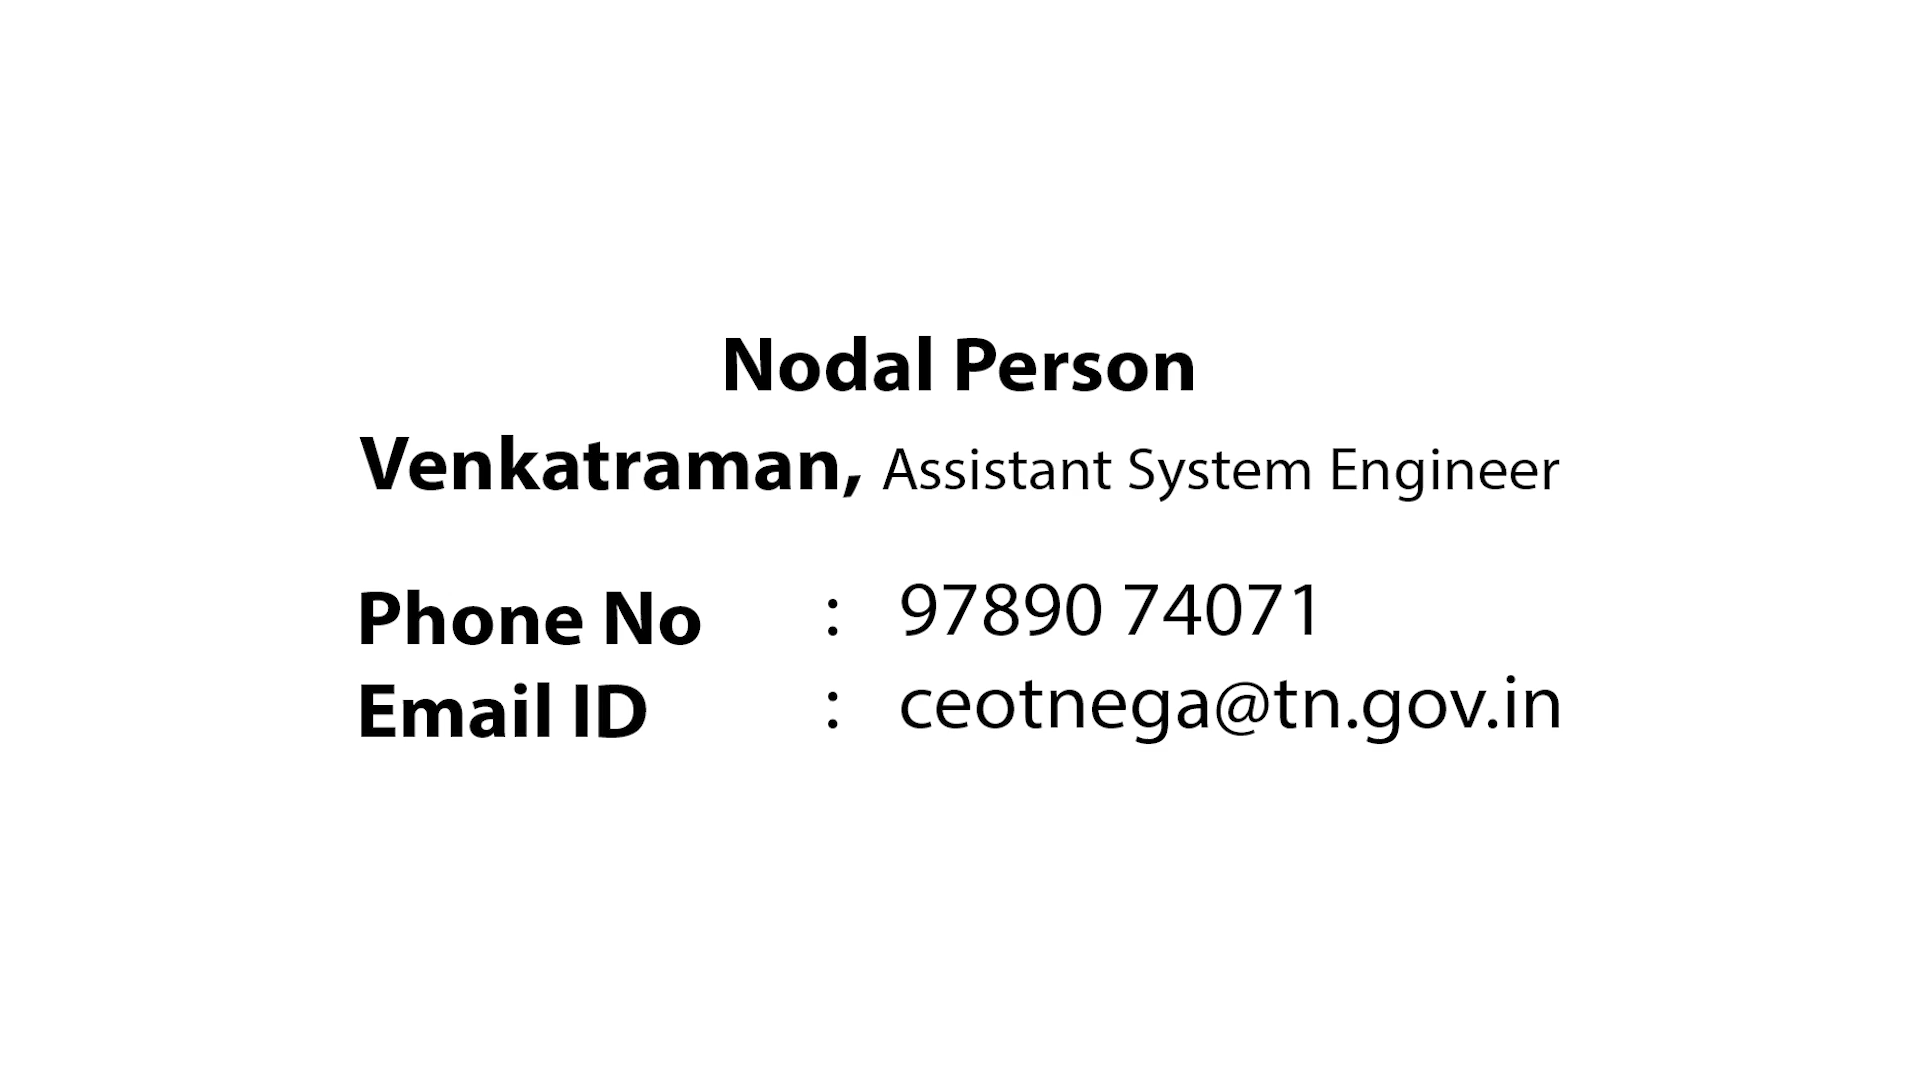 Nodal Person
Venkatraman, Assistant System Engineer
Phone No : 97890 74071
Email ID : ceotnega@tn.gov.in